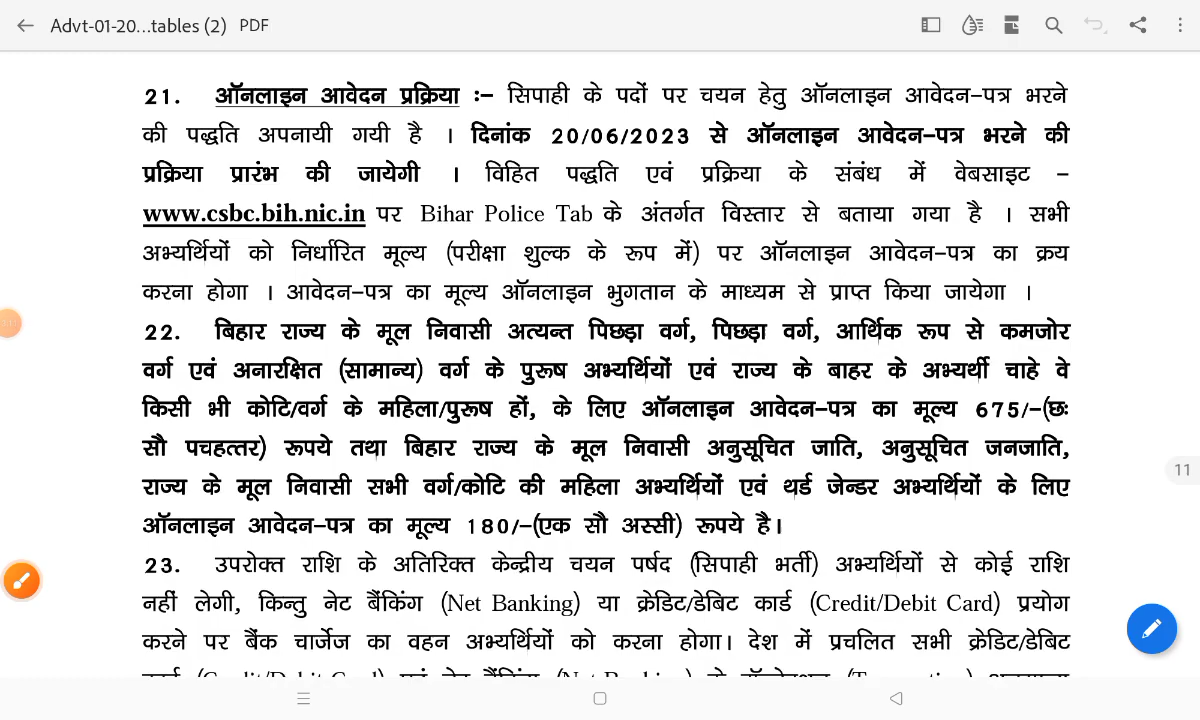 Advt-01-20...tables (2) PDF
21. ऑनलाइन आवेदन प्रक्रिया :– सिपाही के पदों पर चयन हेतु ऑनलाइन आवेदन–पत्र भरने
की पद्धति अपनायी गयी है । दिनांक 20/06/2023 से ऑनलाइन आवेदन–पत्र भरने की
प्रक्रिया प्रारंभ की जायेगी । विहित पद्धति एवं प्रक्रिया के संबंध में वेबसाइट –
www.csbc.bih.nic.in पर Bihar Police Tab के अंतर्गत विस्तार से बताया गया है । सभी
अभ्यर्थियों को निर्धारित मूल्य (परीक्षा शुल्क के रूप में) पर ऑनलाइन आवेदन–पत्र का क्रय
करना होगा । आवेदन–पत्र का मूल्य ऑनलाइन भुगतान के माध्यम से प्राप्त किया जायेगा ।
22. बिहार राज्य के मूल निवासी अत्यन्त पिछड़ा वर्ग, पिछड़ा वर्ग, आर्थिक रूप से कमजोर
वर्ग एवं अनारक्षित (सामान्य) वर्ग के पुरूष अभ्यर्थियों एवं राज्य के बाहर के अभ्यर्थी चाहे वे
किसी भी कोटि/वर्ग के महिला/पुरूष हों, के लिए ऑनलाइन आवेदन–पत्र का मूल्य 675/–(छः
सौ पचहत्तर) रूपये तथा बिहार राज्य के मूल निवासी अनुसूचित जाति, अनुसूचित जनजाति,
राज्य के मूल निवासी सभी वर्ग/कोटि की महिला अभ्यर्थियों एवं थर्ड जेन्डर अभ्यर्थियों के लिए
ऑनलाइन आवेदन–पत्र का मूल्य 180/–(एक सौ अस्सी) रूपये है।
11
23. उपरोक्त राशि के अतिरिक्त केन्द्रीय चयन पर्षद (सिपाही भर्ती) अभ्यर्थियों से कोई राशि
नहीं लेगी, किन्तु नेट बैंकिंग (Net Banking) या क्रेडिट/डेबिट कार्ड (Credit/Debit Card) प्रयोग
करने पर बैंक चार्जेज का वहन अभ्यर्थियों को करना होगा। देश में प्रचलित सभी क्रेडिट/डेबिट